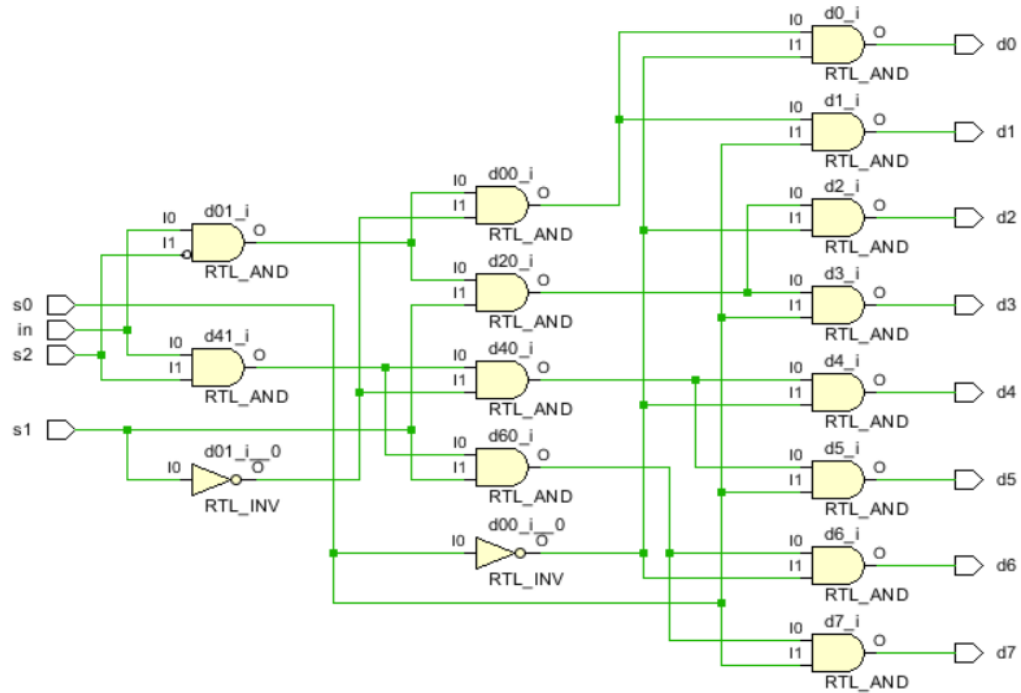 d0_i
I0
O
I1
d0
RTL_AND
d1_i
I0
O
I1
d1
RTL_AND
d00_i
I0
O
I1
RTL_AND
d2_i
I0
O
I1
d2
RTL_AND
d01_i
I0
O
I1
RTL_AND
d20_i
I0
O
I1
RTL_AND
d3_i
I0
O
I1
d3
RTL_AND
s0
in
s2
s1
d41_i
I0
O
I1
RTL_AND
d40_i
I0
O
I1
RTL_AND
d4_i
I0
O
I1
d4
RTL_AND
d01_i__0
I0
O
RTL_INV
d60_i
I0
O
I1
RTL_AND
d5_i
I0
O
I1
d5
RTL_AND
d00_i__0
I0
O
RTL_INV
d6_i
I0
O
I1
d6
RTL_AND
d7_i
I0
O
I1
d7
RTL_AND